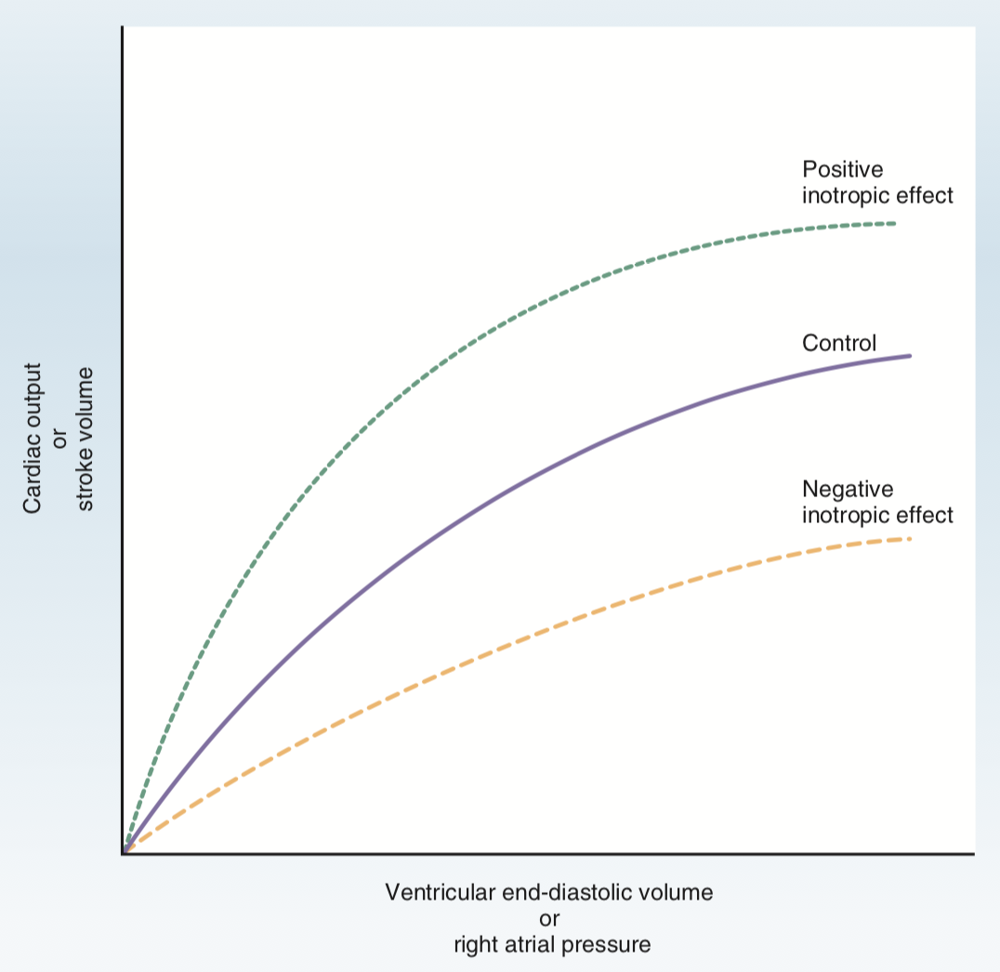 Positive
inotropic effect
Control
Negative
inotropic effect
Cardiac output
or
stroke volume
Ventricular end-diastolic volume
or
right atrial pressure